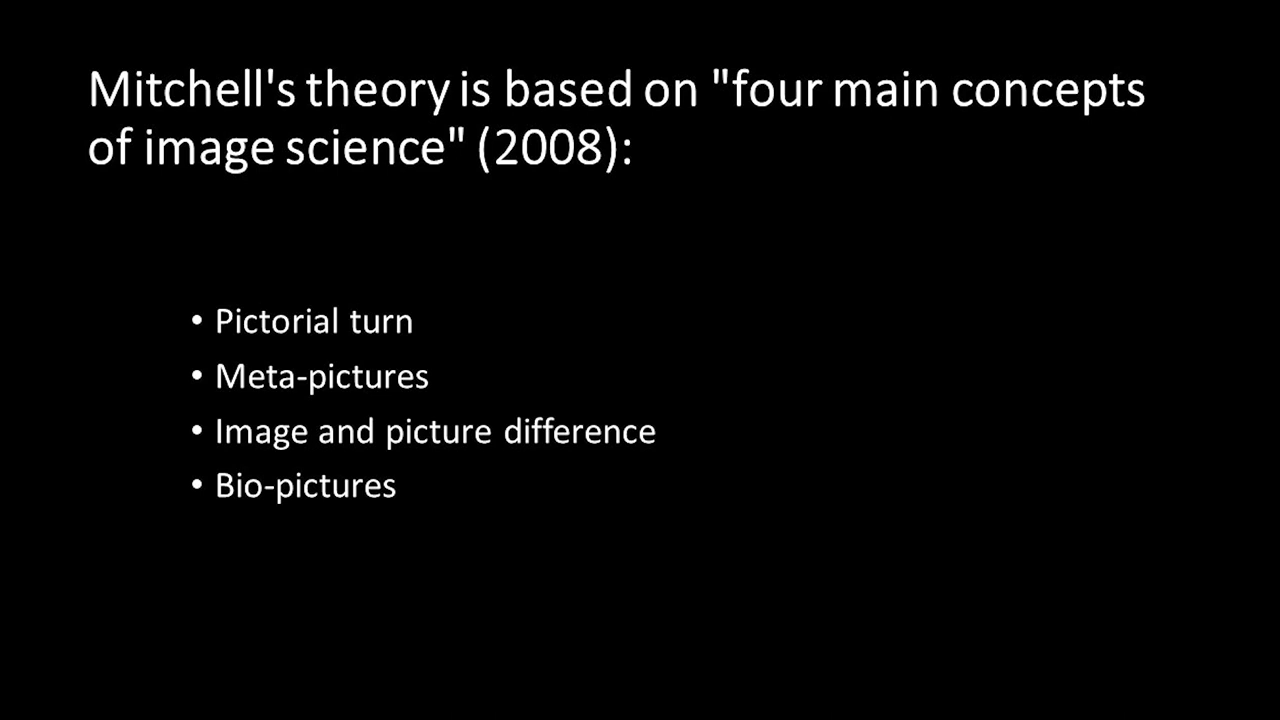 Mitchell's theory is based on "four main concepts
of image science" (2008):
• Pictorial turn
• Meta-pictures
• Image and picture difference
• Bio-pictures